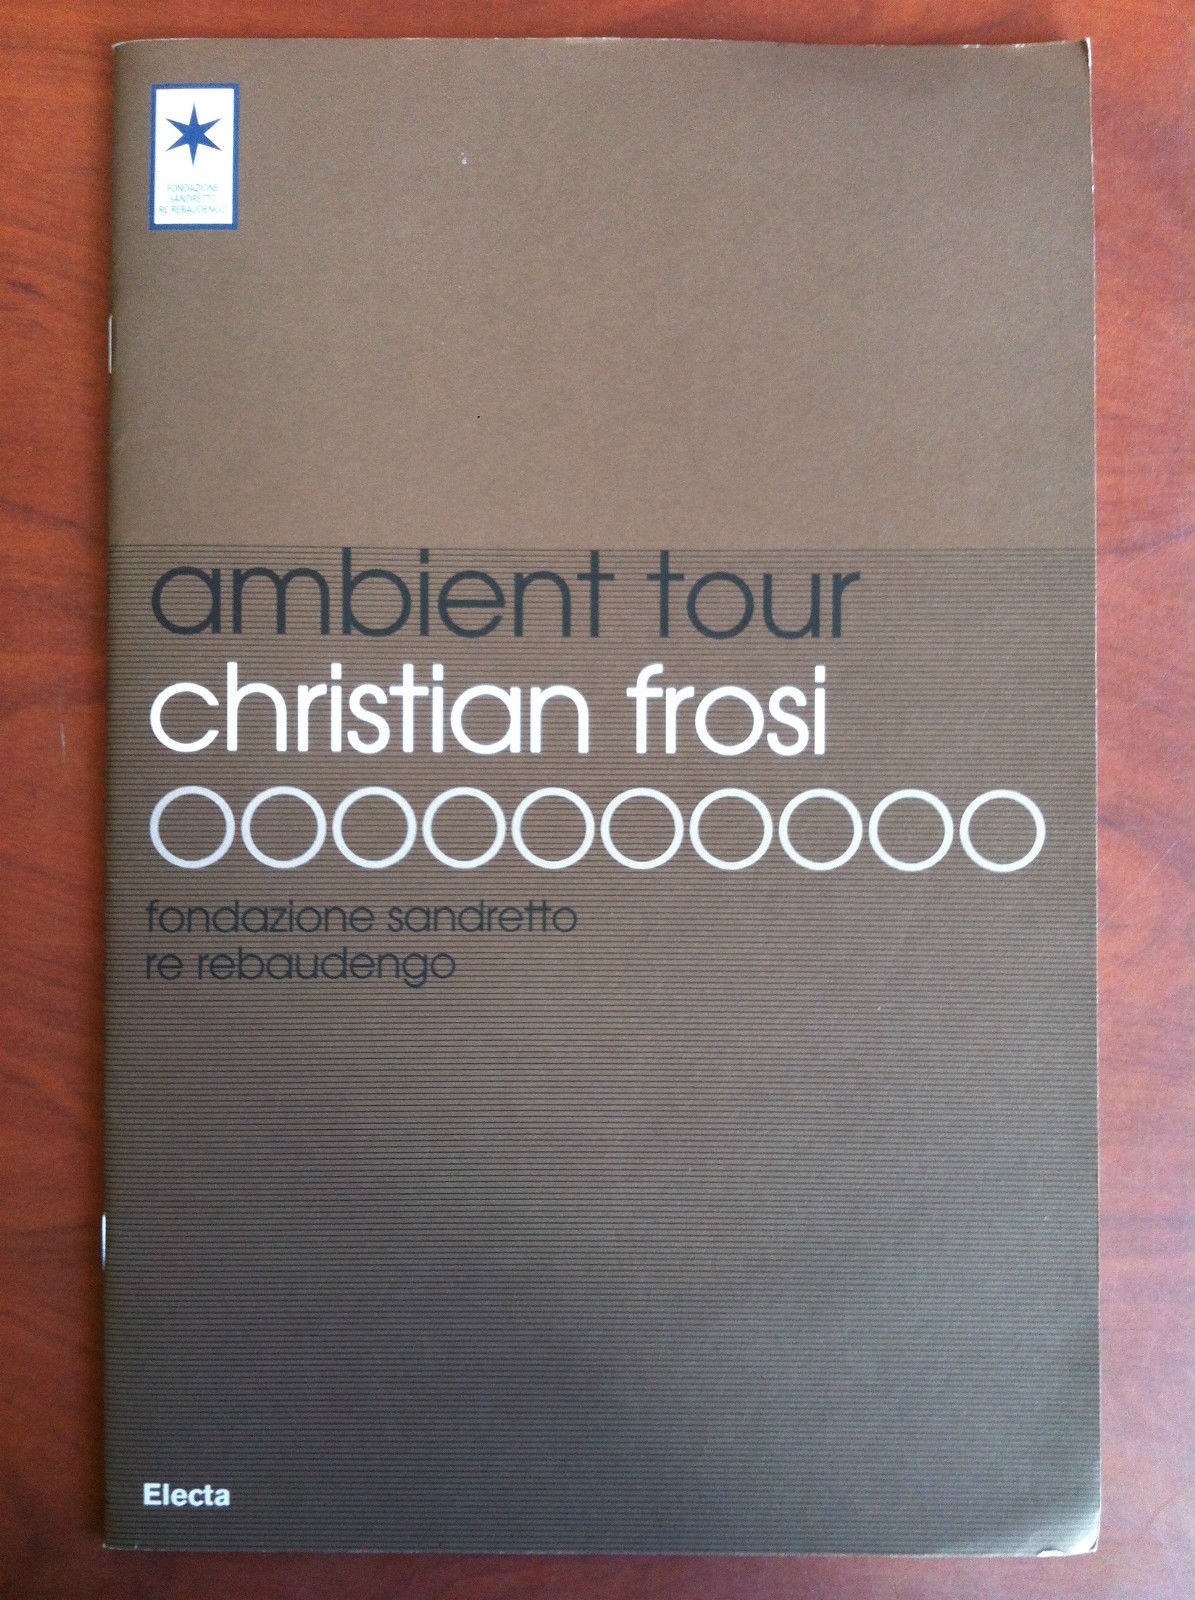 FONDAZIONE
SANDRETTO
RE REBAUDENGO
ambient tour
christian frosi
oooooooooo
fondazione sandretto
re rebaudengo
Electa